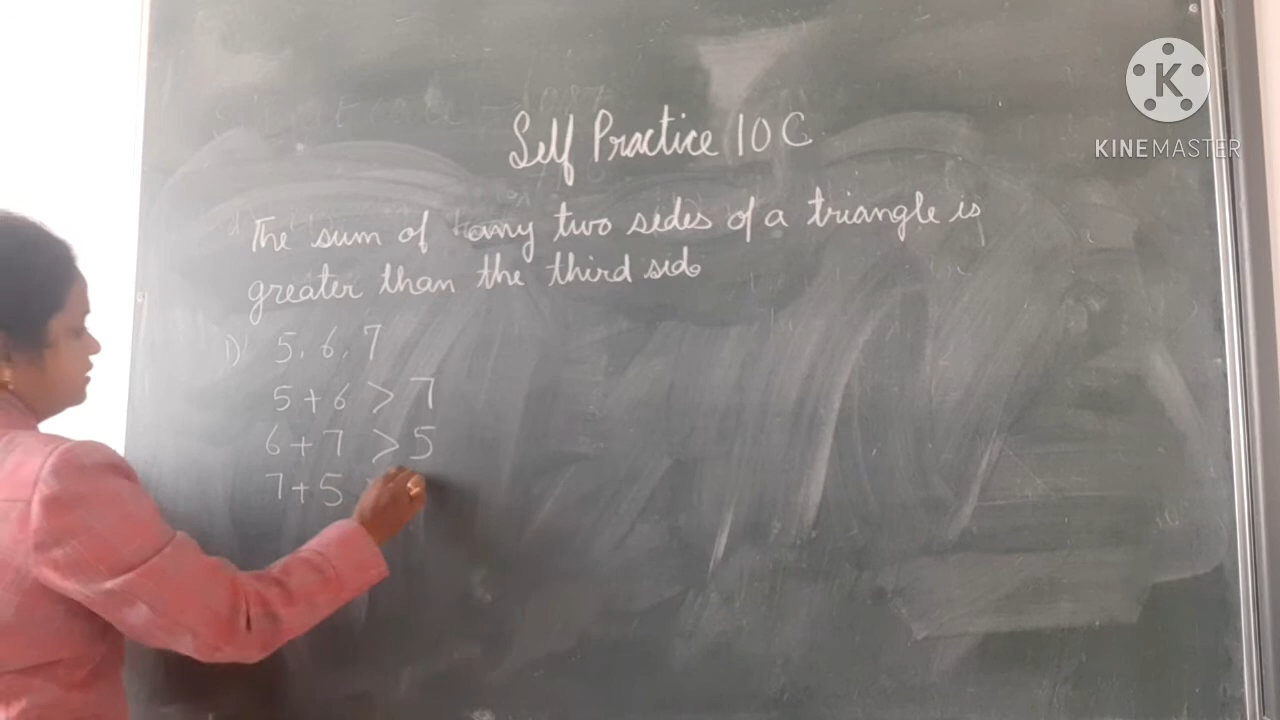 K
KINEMASTER
Self Practice 10 C
The sum of any two sides of a triangle is
greater than the third side
1) 5, 6, 7
5 + 6 > 7
6 + 7 > 5
7 + 5